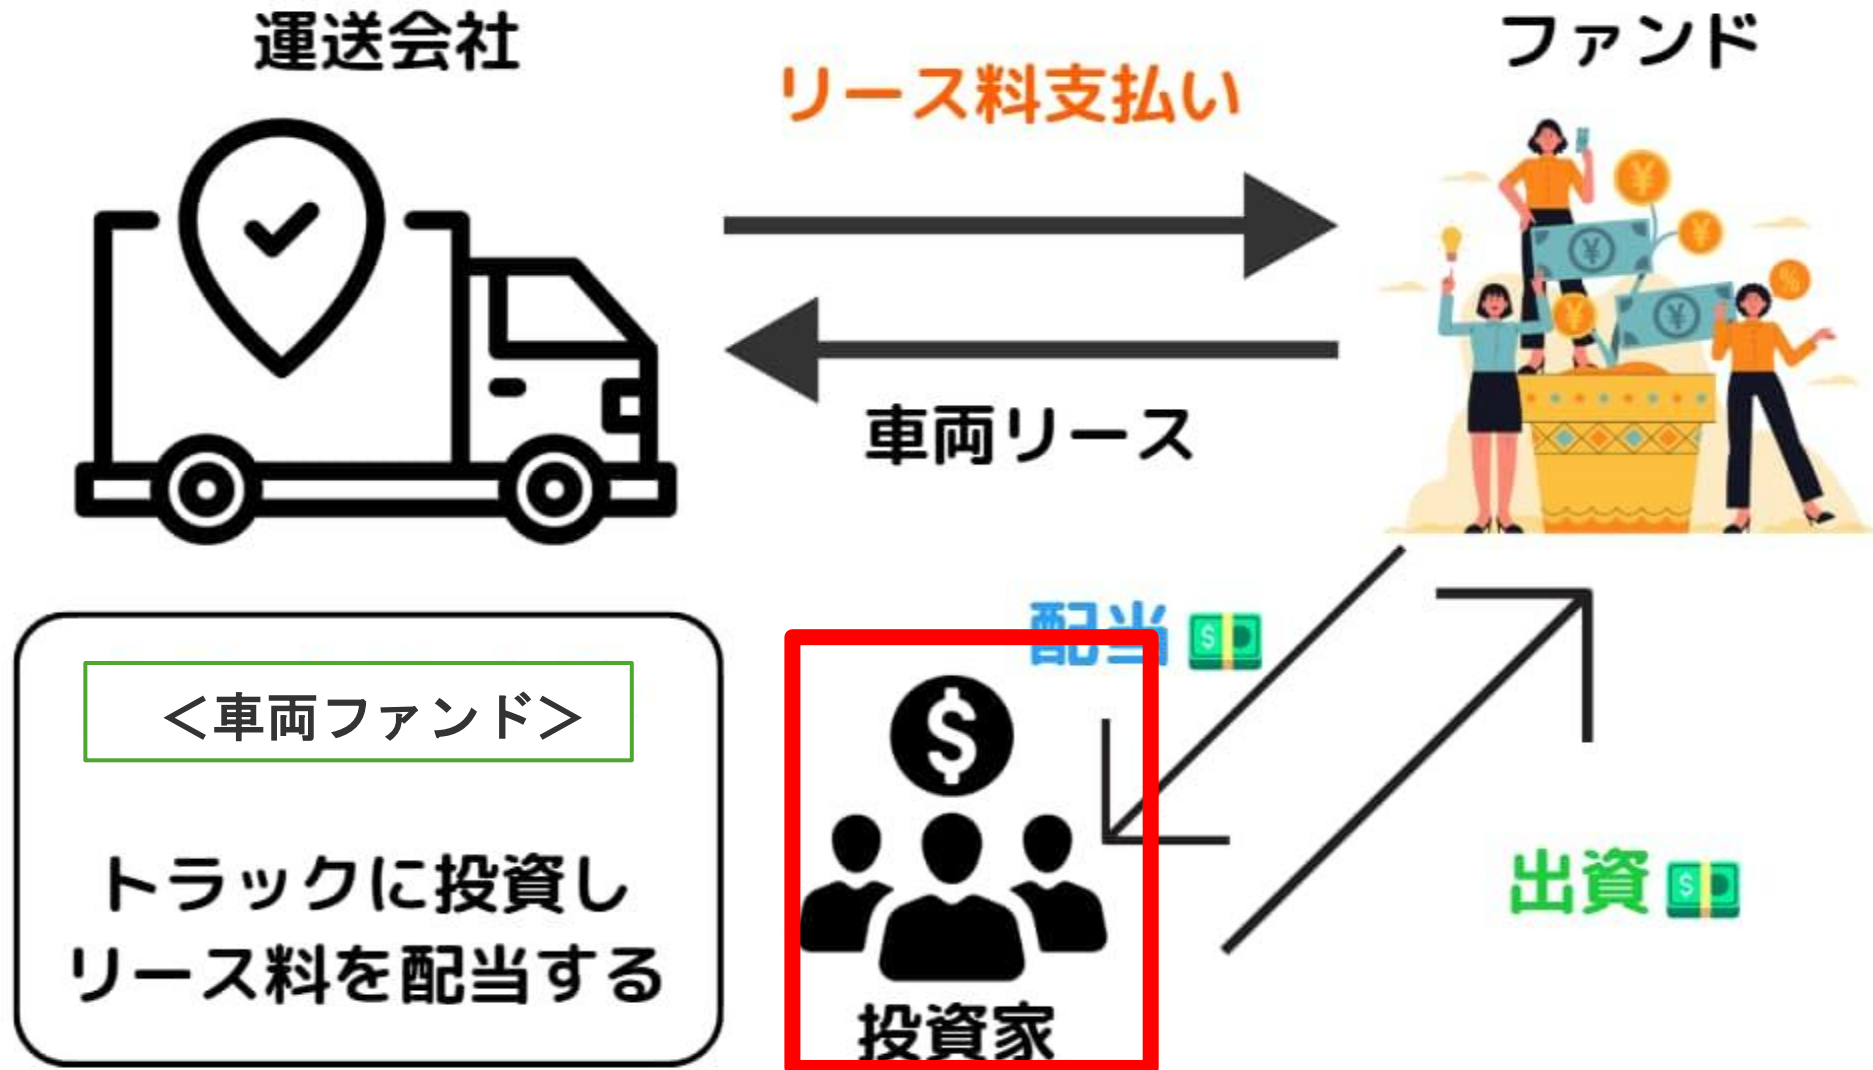 運送会社
ファンド
リース料支払い
車両リース
配当
＜車両ファンド＞
トラックに投資し
リース料を配当する
出資
投資家